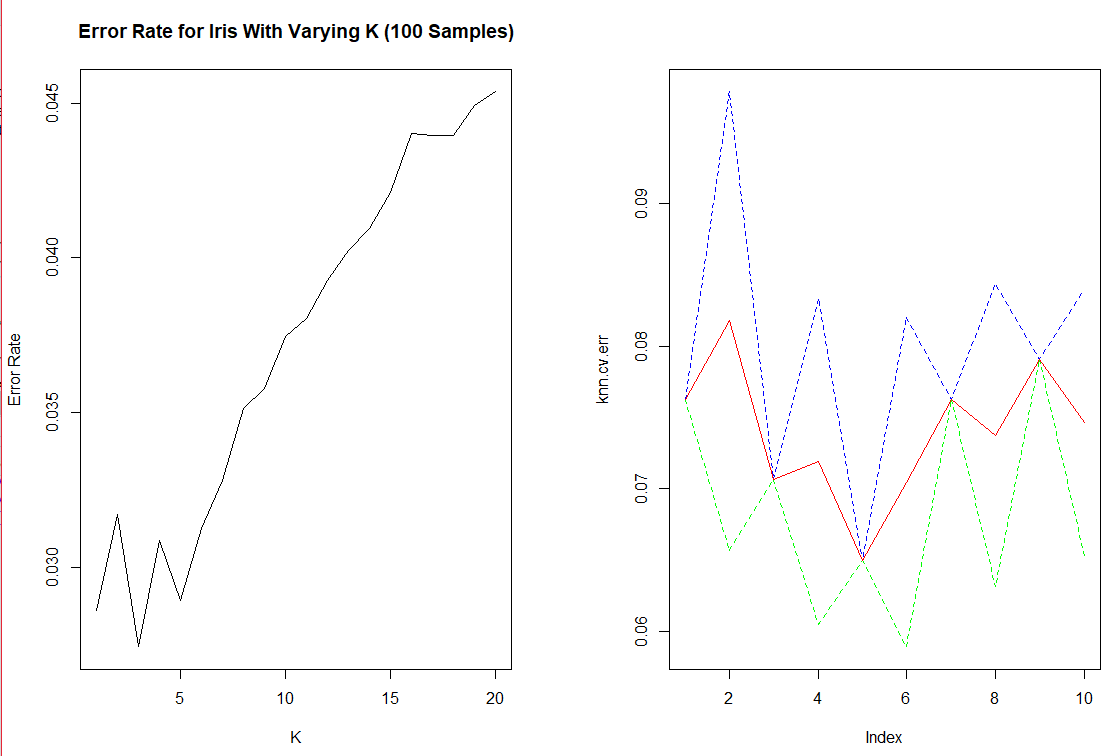 Error Rate for Iris With Varying K (100 Samples)
Error Rate
0.045
0.040
0.035
0.030
5 10 15 20
K
knn.cv.err
0.09
0.08
0.07
0.06
2 4 6 8 10
Index